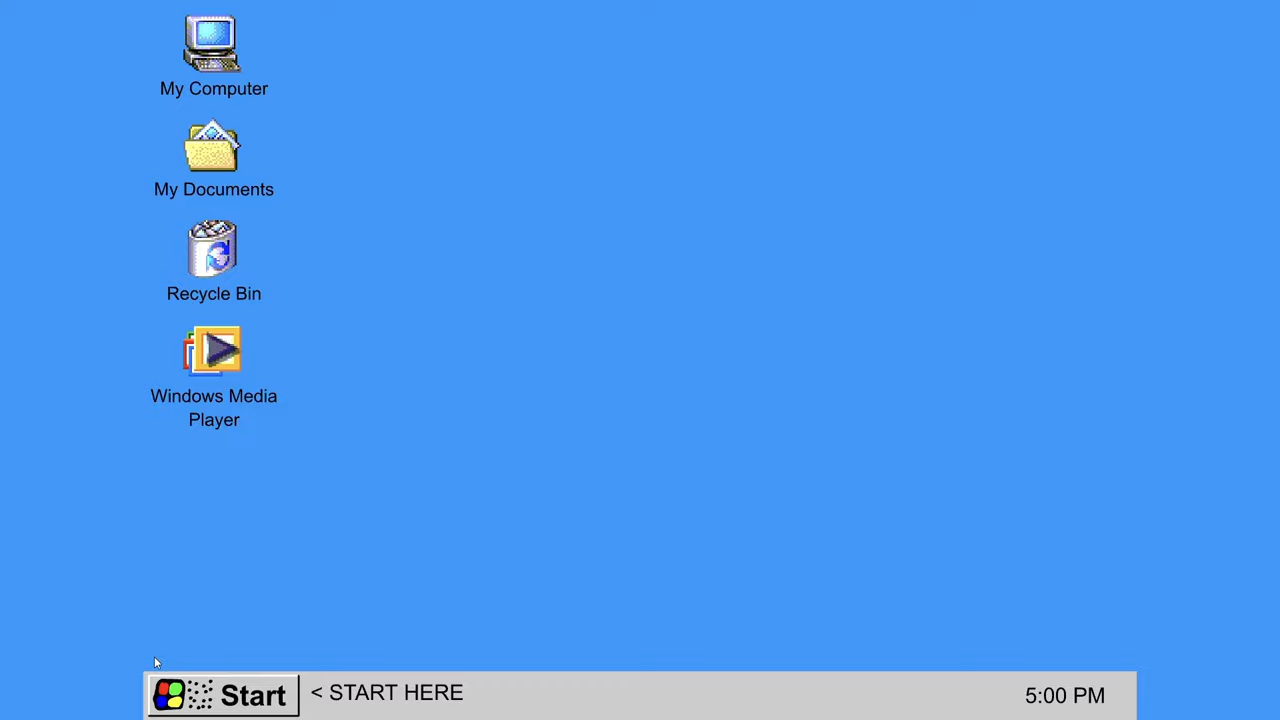 My Computer
My Documents
Recycle Bin
Windows Media
Player
Start
< START HERE
5:00 PM